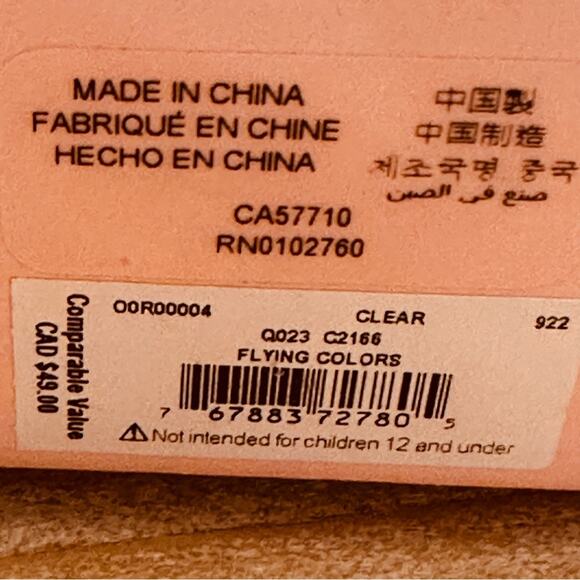 MADE IN CHINA
FABRIQUÉ EN CHINE
HECHO EN CHINA
中国製
中国制造
제조국명 중국
صنع في الصين
CA57710
RN0102760
Comparable Value
CAD $49.00
O0R00004
CLEAR
922
Q023 C2166
FLYING COLORS
7 67883 72780 5
⚠ Not intended for children 12 and under